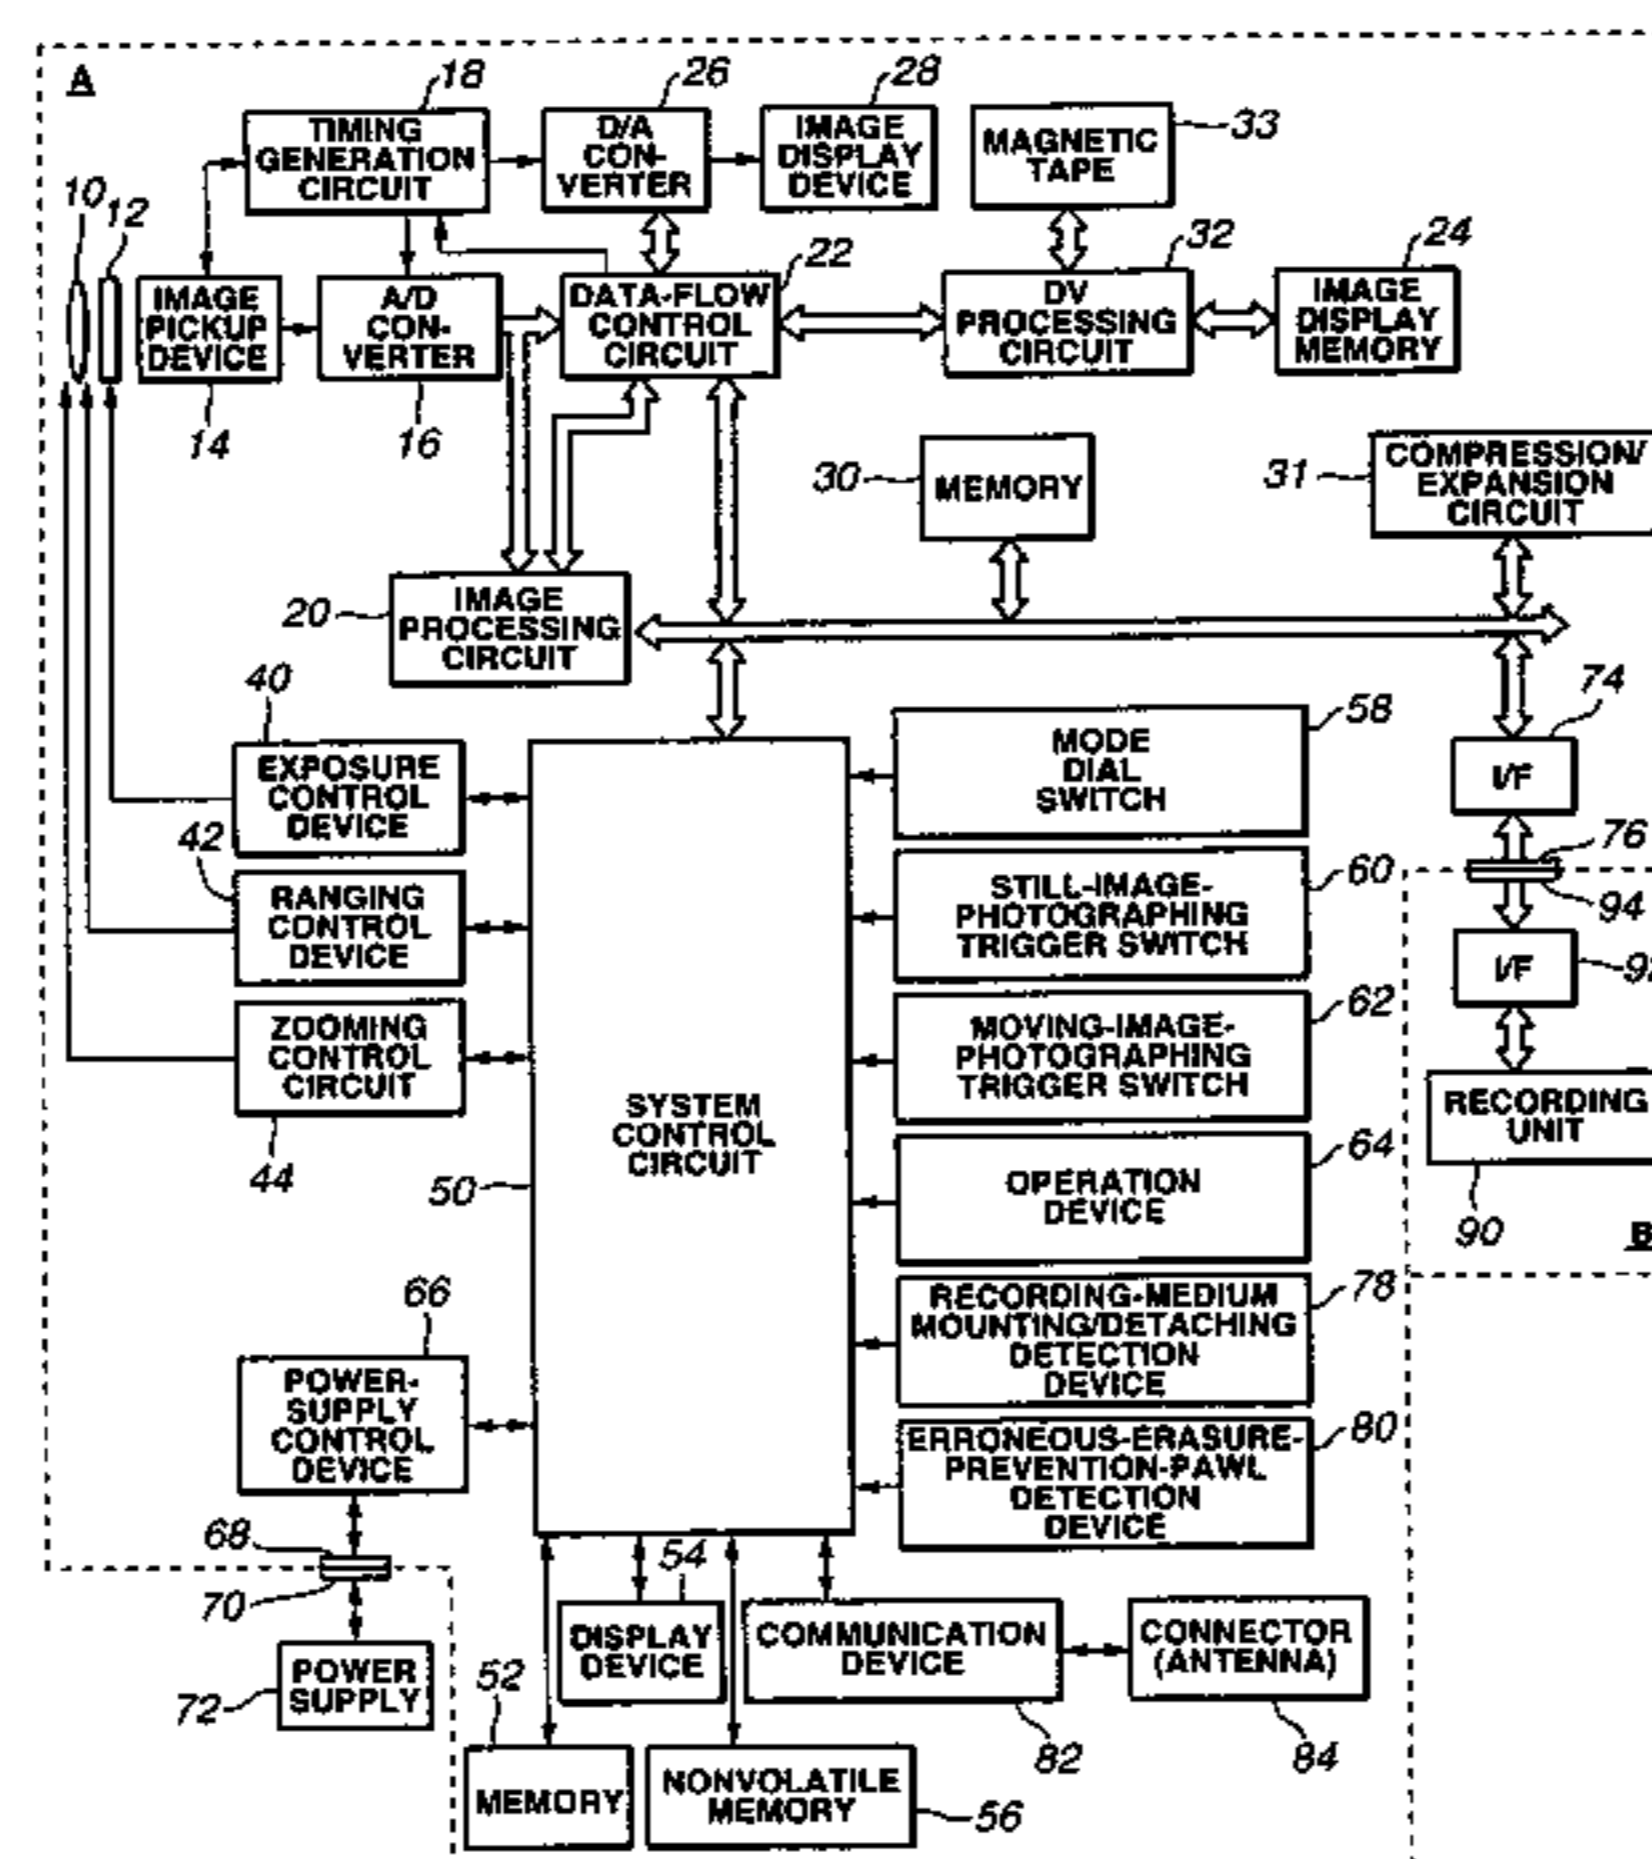 A
18
26
28
33
TIMING
GENERATION
CIRCUIT
D/A
CON-
VERTER
IMAGE
DISPLAY
DEVICE
MAGNETIC
TAPE
10
12
22
32
24
IMAGE
PICKUP
DEVICE
A/D
CON-
VERTER
DATA-FLOW
CONTROL
CIRCUIT
DV
PROCESSING
CIRCUIT
IMAGE
DISPLAY
MEMORY
14
16
30
MEMORY
31
COMPRESSION/
EXPANSION
CIRCUIT
20
IMAGE
PROCESSING
CIRCUIT
40
EXPOSURE
CONTROL
DEVICE
58
MODE
DIAL
SWITCH
74
I/F
42
RANGING
CONTROL
DEVICE
60
STILL-IMAGE-
PHOTOGRAPHING
TRIGGER SWITCH
76
94
I/F
ZOOMING
CONTROL
CIRCUIT
44
62
MOVING-IMAGE-
PHOTOGRAPHING
TRIGGER SWITCH
RECORDING
UNIT
90
B
SYSTEM
CONTROL
CIRCUIT
50
64
OPERATION
DEVICE
66
POWER-
SUPPLY
CONTROL
DEVICE
78
RECORDING-MEDIUM
MOUNTING/DETACHING
DETECTION
DEVICE
80
ERRONEOUS-ERASURE-
PREVENTION-PAWL
DETECTION
DEVICE
68
70
72
POWER
SUPPLY
54
DISPLAY
DEVICE
COMMUNICATION
DEVICE
CONNECTOR
(ANTENNA)
52
82
84
MEMORY
NONVOLATILE
MEMORY
56